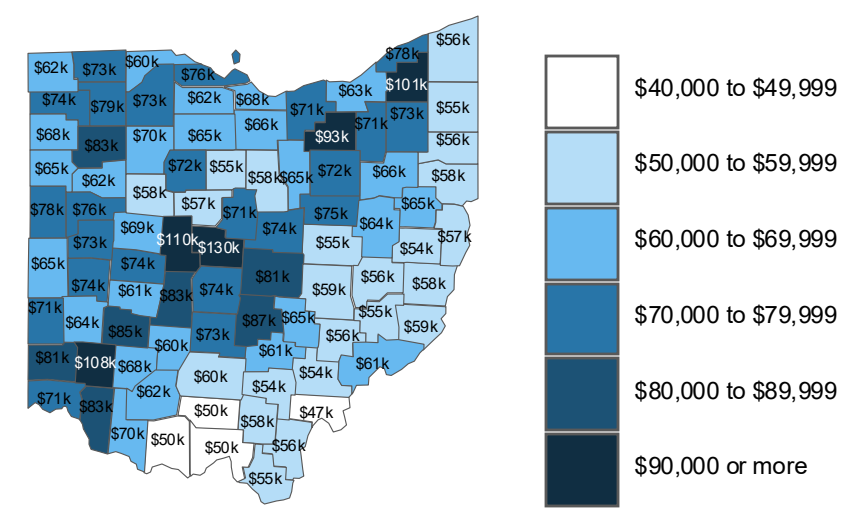 $56k
$78k
$60k
$62k
$73k
$76k
$63k
$101k
$74k
$79k
$73k
$62k
$68k
$71k
$73k
$55k
$68k
$83k
$70k
$65k
$66k
$93k
$71k
$56k
$65k
$62k
$72k
$55k
$58k
$65k
$72k
$66k
$58k
$58k
$57k
$78k
$76k
$71k
$75k
$64k
$65k
$69k
$73k
$110k
$130k
$74k
$55k
$54k
$57k
$65k
$74k
$74k
$61k
$83k
$74k
$81k
$59k
$56k
$58k
$71k
$64k
$85k
$73k
$87k
$65k
$56k
$55k
$59k
$81k
$108k
$68k
$60k
$61k
$54k
$61k
$60k
$54k
$71k
$83k
$62k
$50k
$58k
$47k
$70k
$50k
$50k
$56k
$55k
$40,000 to $49,999
$50,000 to $59,999
$60,000 to $69,999
$70,000 to $79,999
$80,000 to $89,999
$90,000 or more